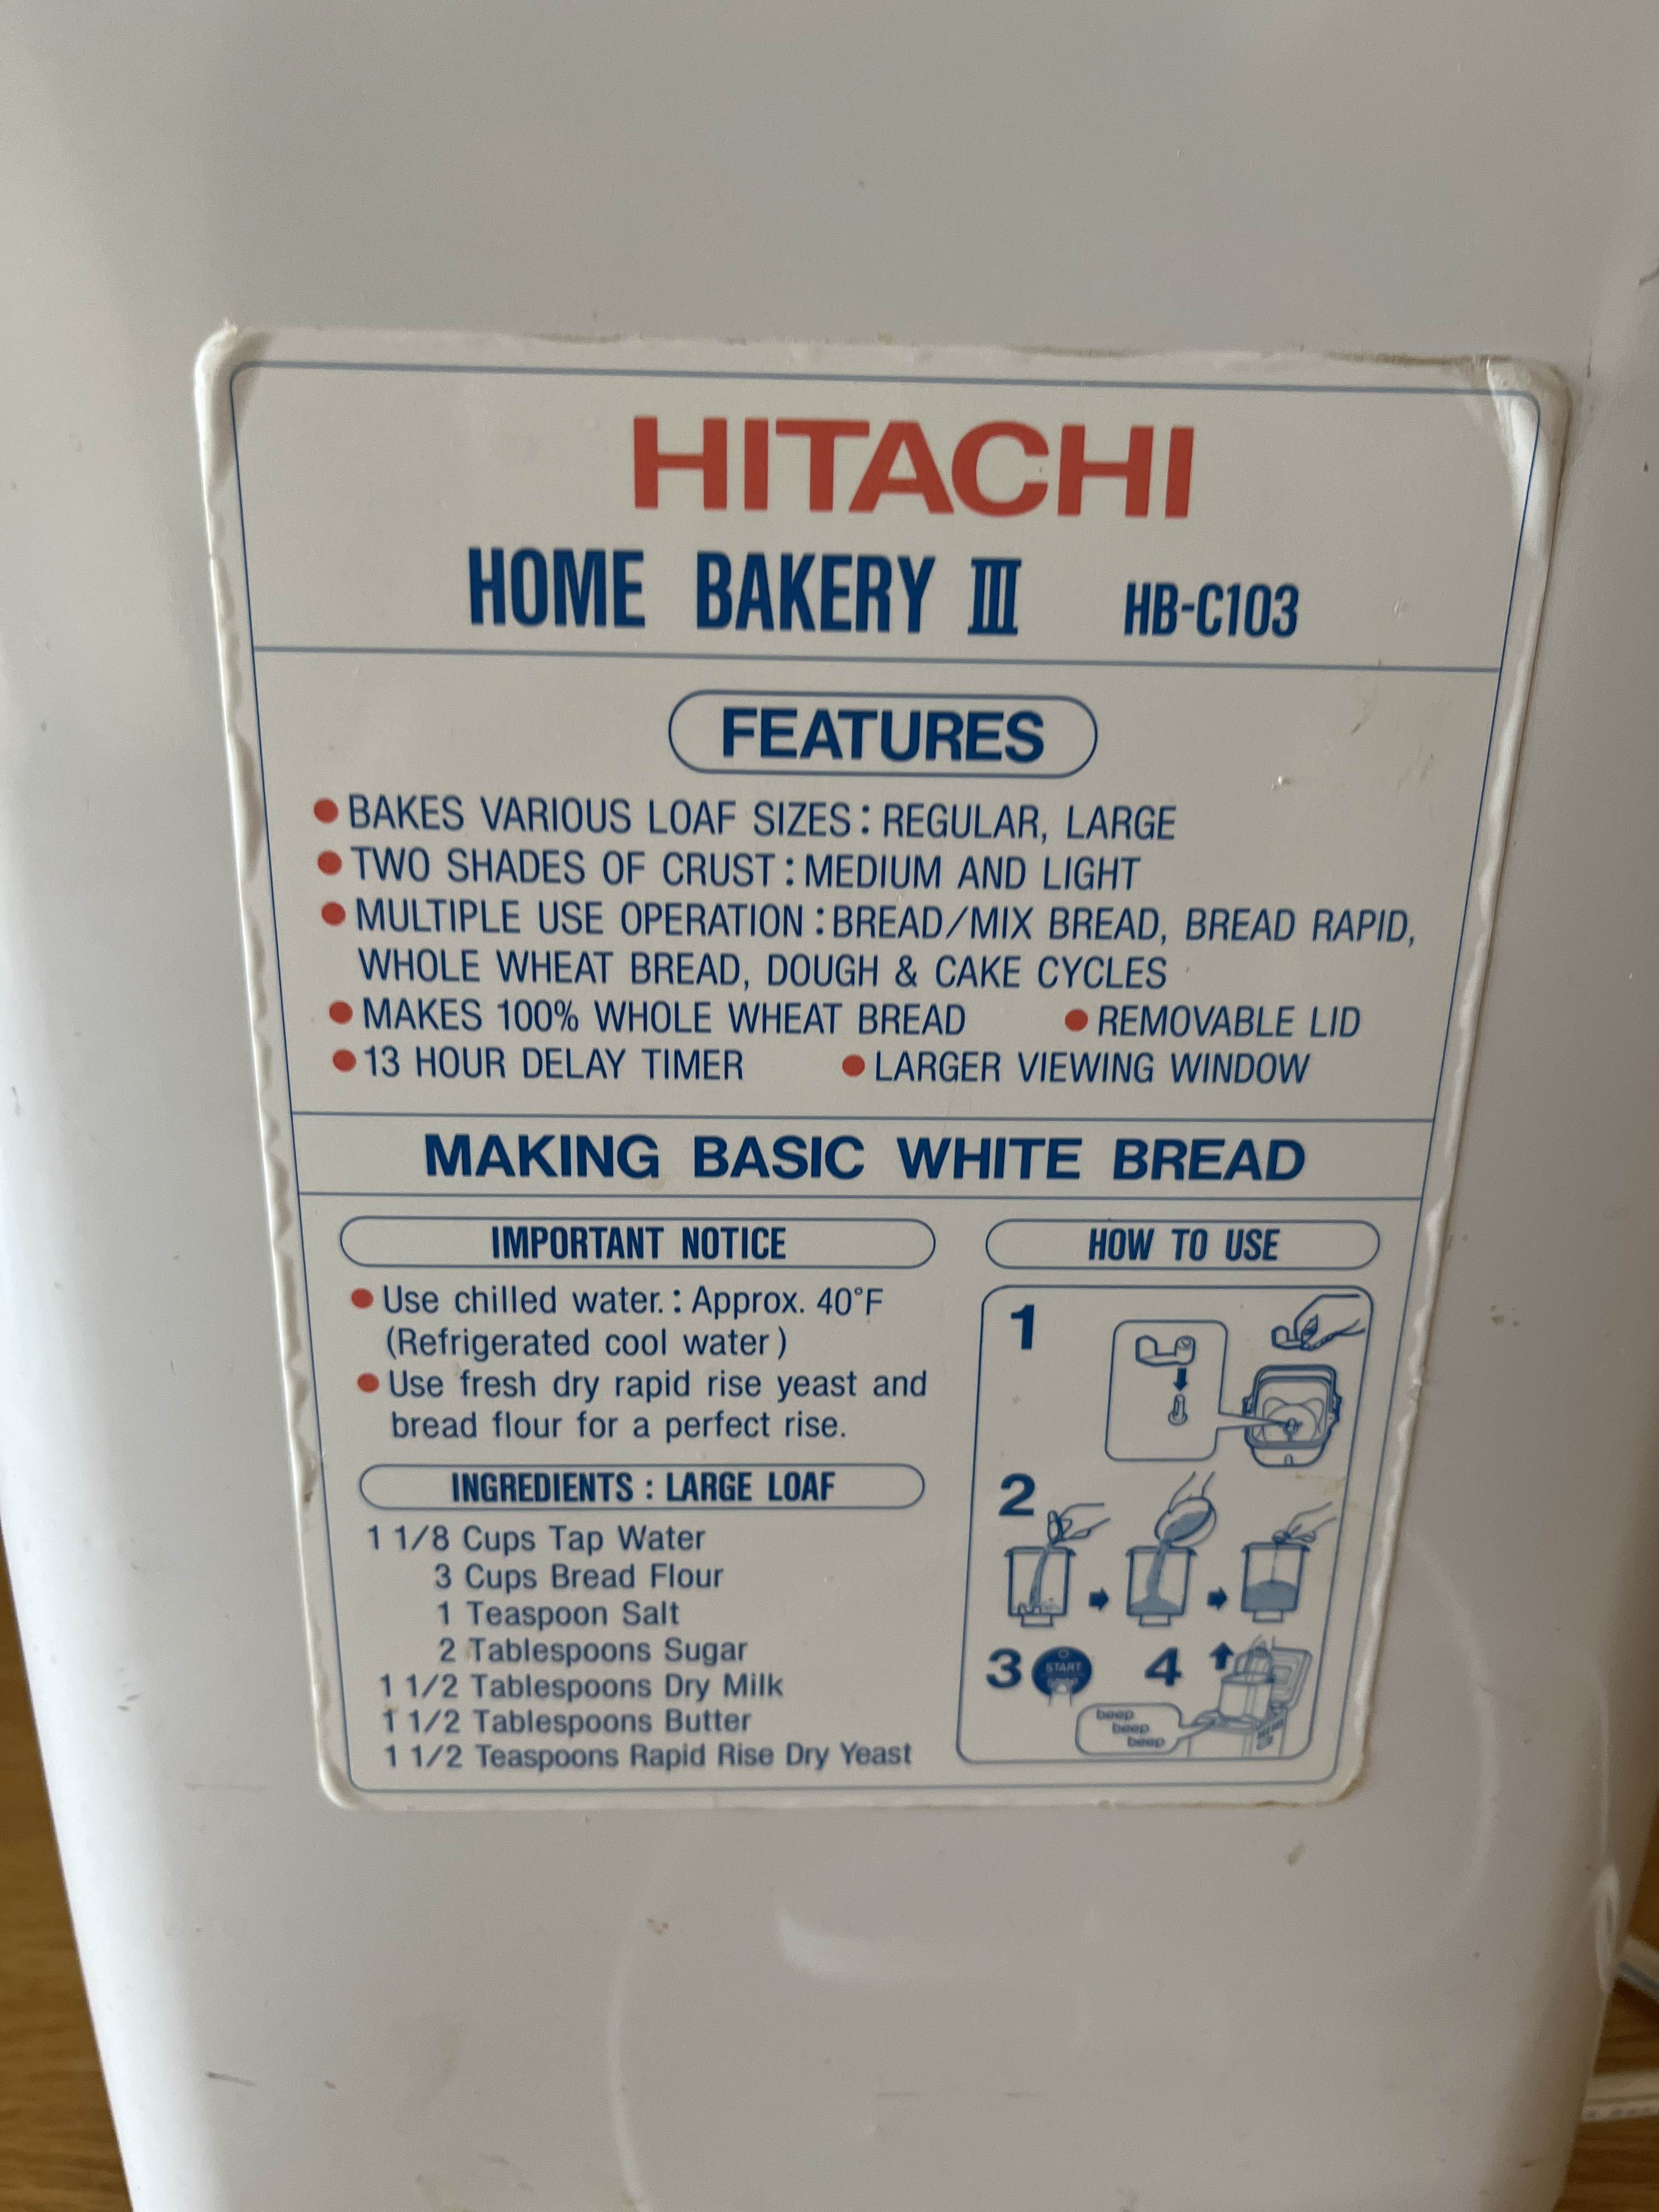 HITACHI
HOME BAKERY III HB-C103
FEATURES
●BAKES VARIOUS LOAF SIZES : REGULAR, LARGE
●TWO SHADES OF CRUST : MEDIUM AND LIGHT
●MULTIPLE USE OPERATION : BREAD/MIX BREAD, BREAD RAPID,
WHOLE WHEAT BREAD, DOUGH & CAKE CYCLES
●MAKES 100% WHOLE WHEAT BREAD ●REMOVABLE LID
●13 HOUR DELAY TIMER ●LARGER VIEWING WINDOW
MAKING BASIC WHITE BREAD
IMPORTANT NOTICE
●Use chilled water. : Approx. 40°F
(Refrigerated cool water)
●Use fresh dry rapid rise yeast and
bread flour for a perfect rise.
INGREDIENTS : LARGE LOAF
1 1/8 Cups Tap Water
3 Cups Bread Flour
1 Teaspoon Salt
2 Tablespoons Sugar
1 1/2 Tablespoons Dry Milk
1 1/2 Tablespoons Butter
1 1/2 Teaspoons Rapid Rise Dry Yeast
HOW TO USE
1
2
3 START 4
beep
beep
beep